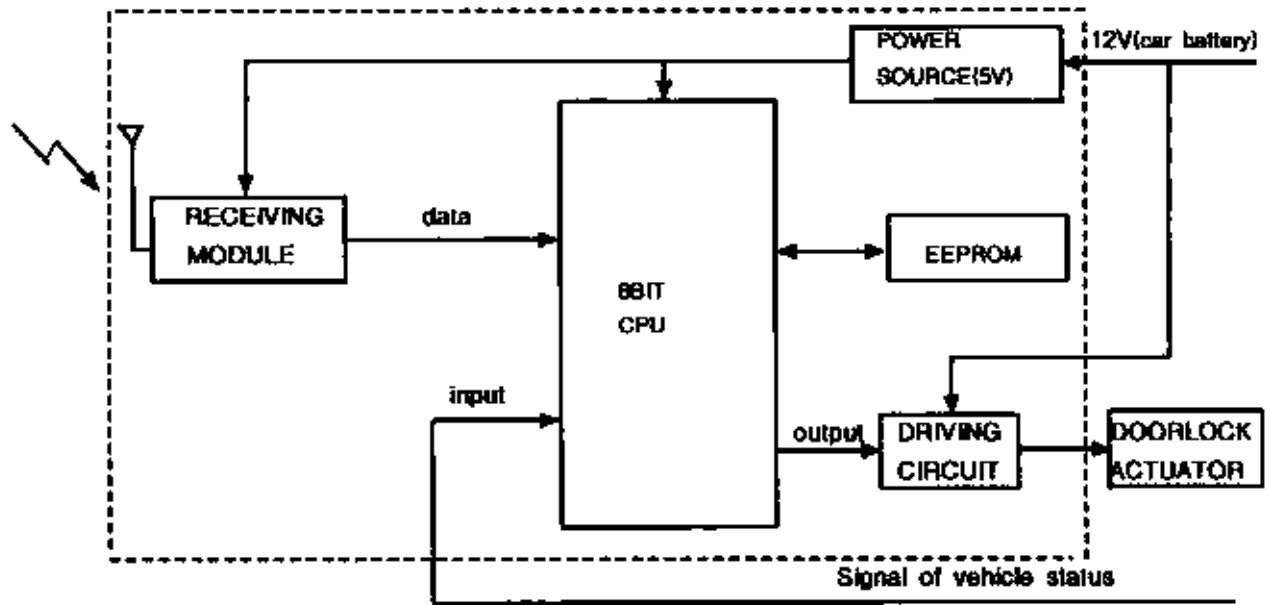 POWER
SOURCE(5V)
12V(car battery)
RECEIVING
MODULE
data
8BIT
CPU
EEPROM
input
output
DRIVING
CIRCUIT
DOORLOCK
ACTUATOR
Signal of vehicle status